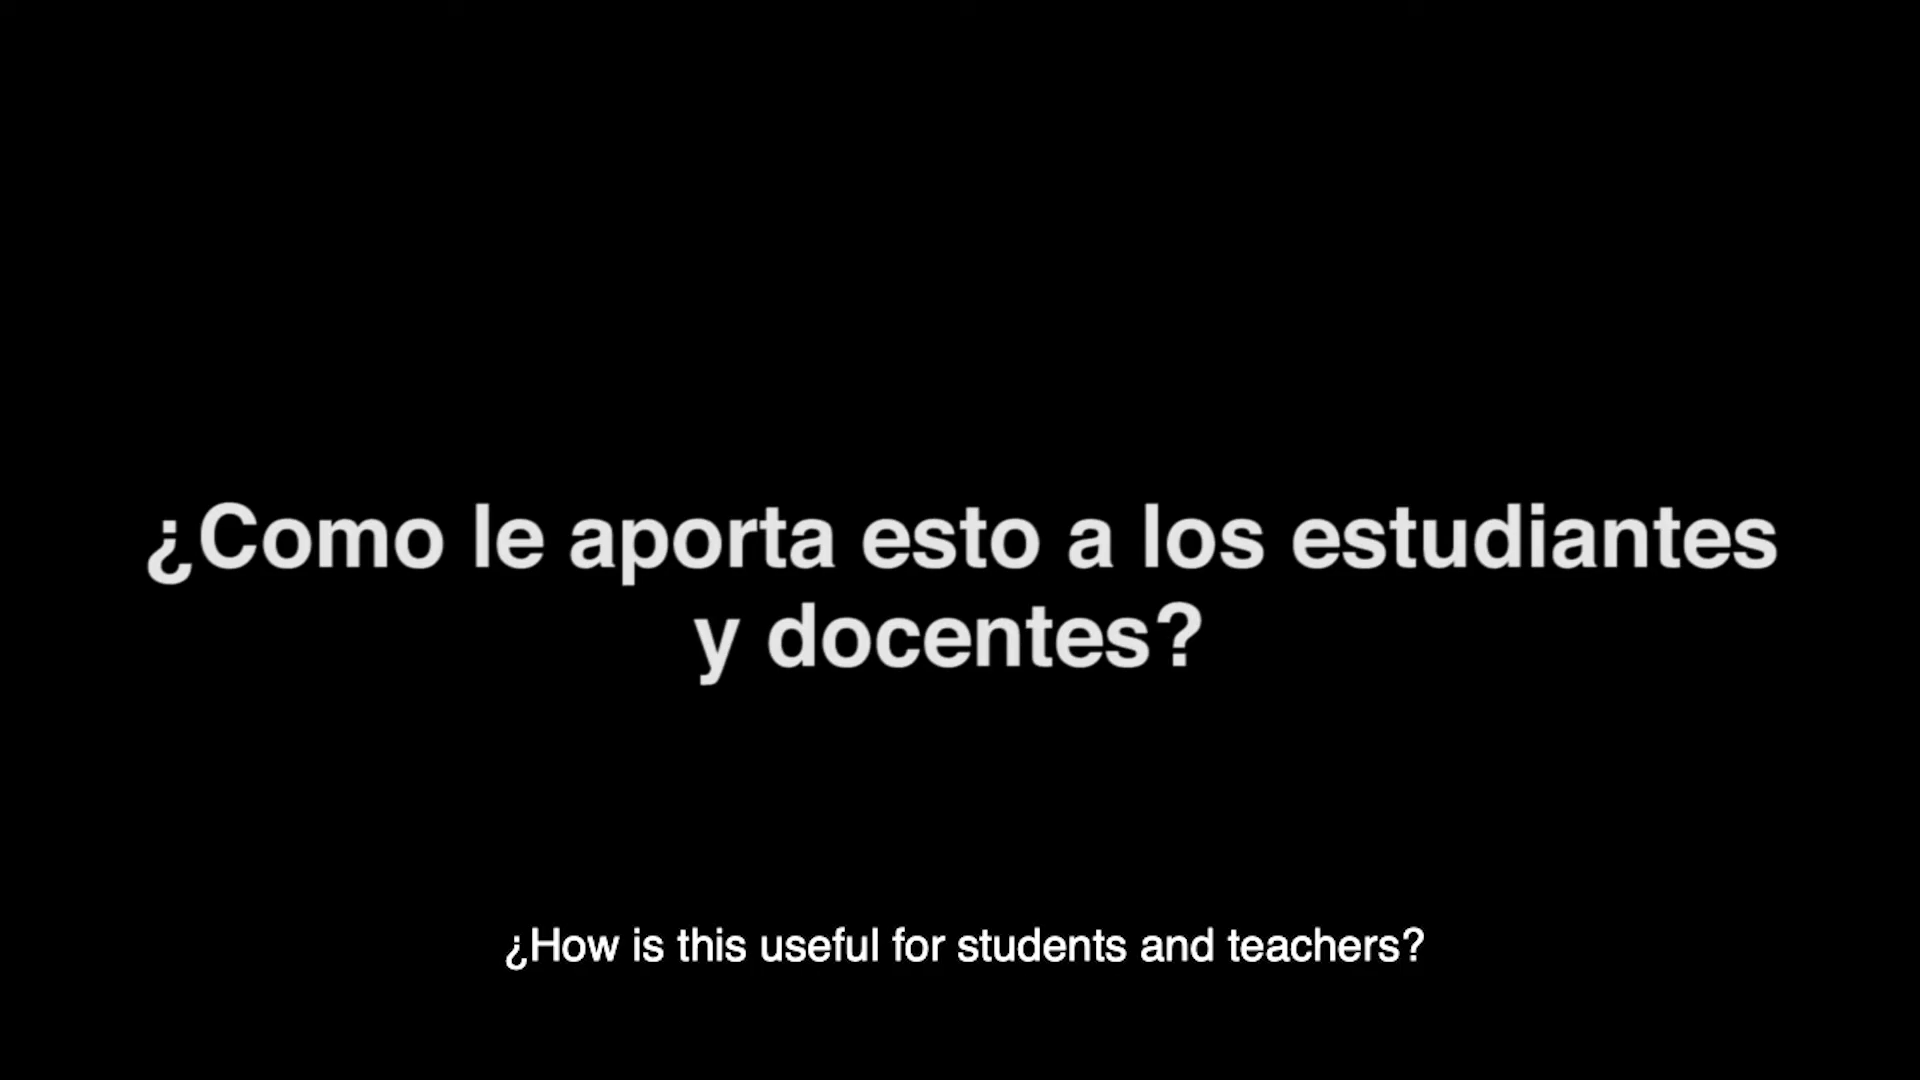 ¿Como le aporta esto a los estudiantes
y docentes?
¿How is this useful for students and teachers?